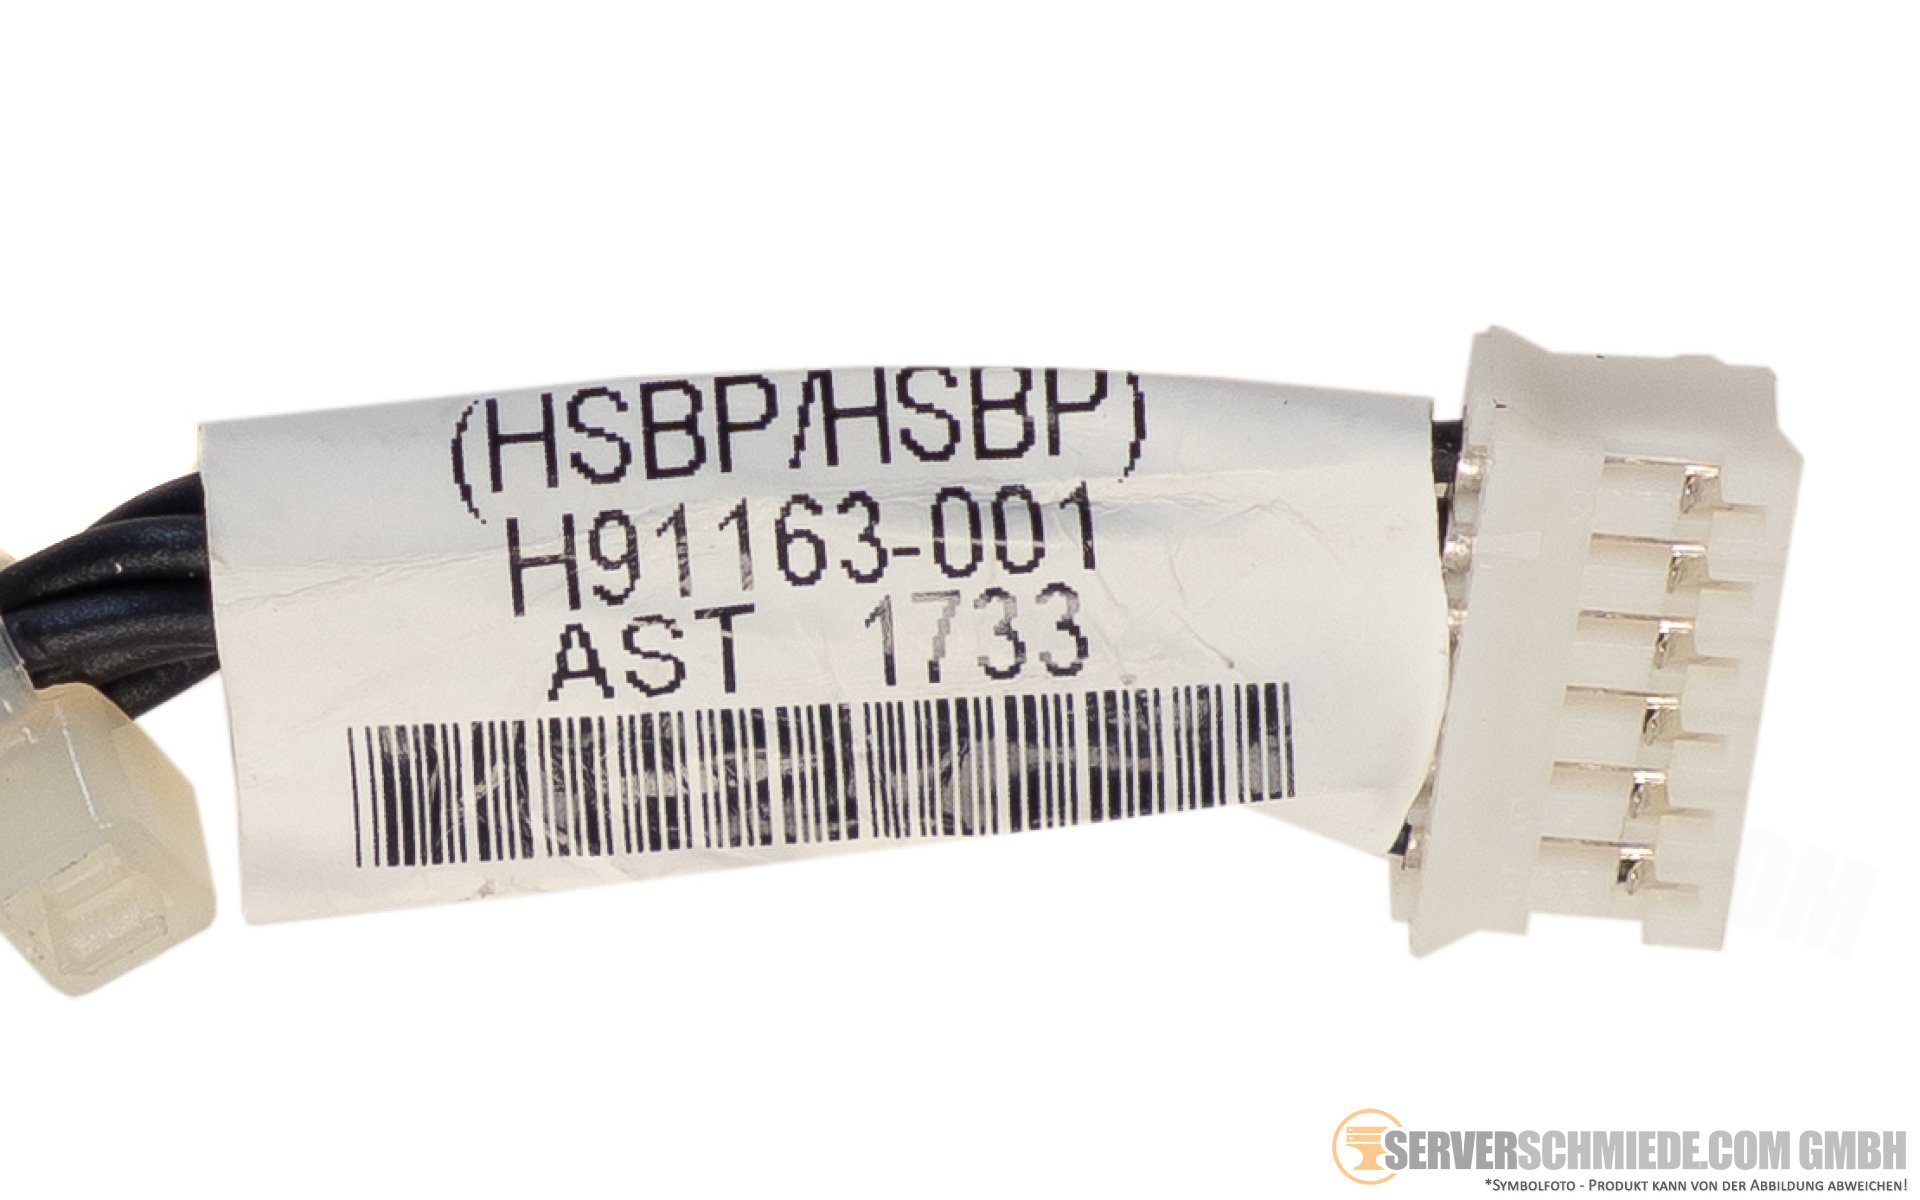 (HSBP/HSBP)
H91163-001
AST 1733
SERVERSCHMIEDE.COM GMBH
*SYMBOLFOTO - PRODUKT KANN VON DER ABBILDUNG ABWEICHEN!